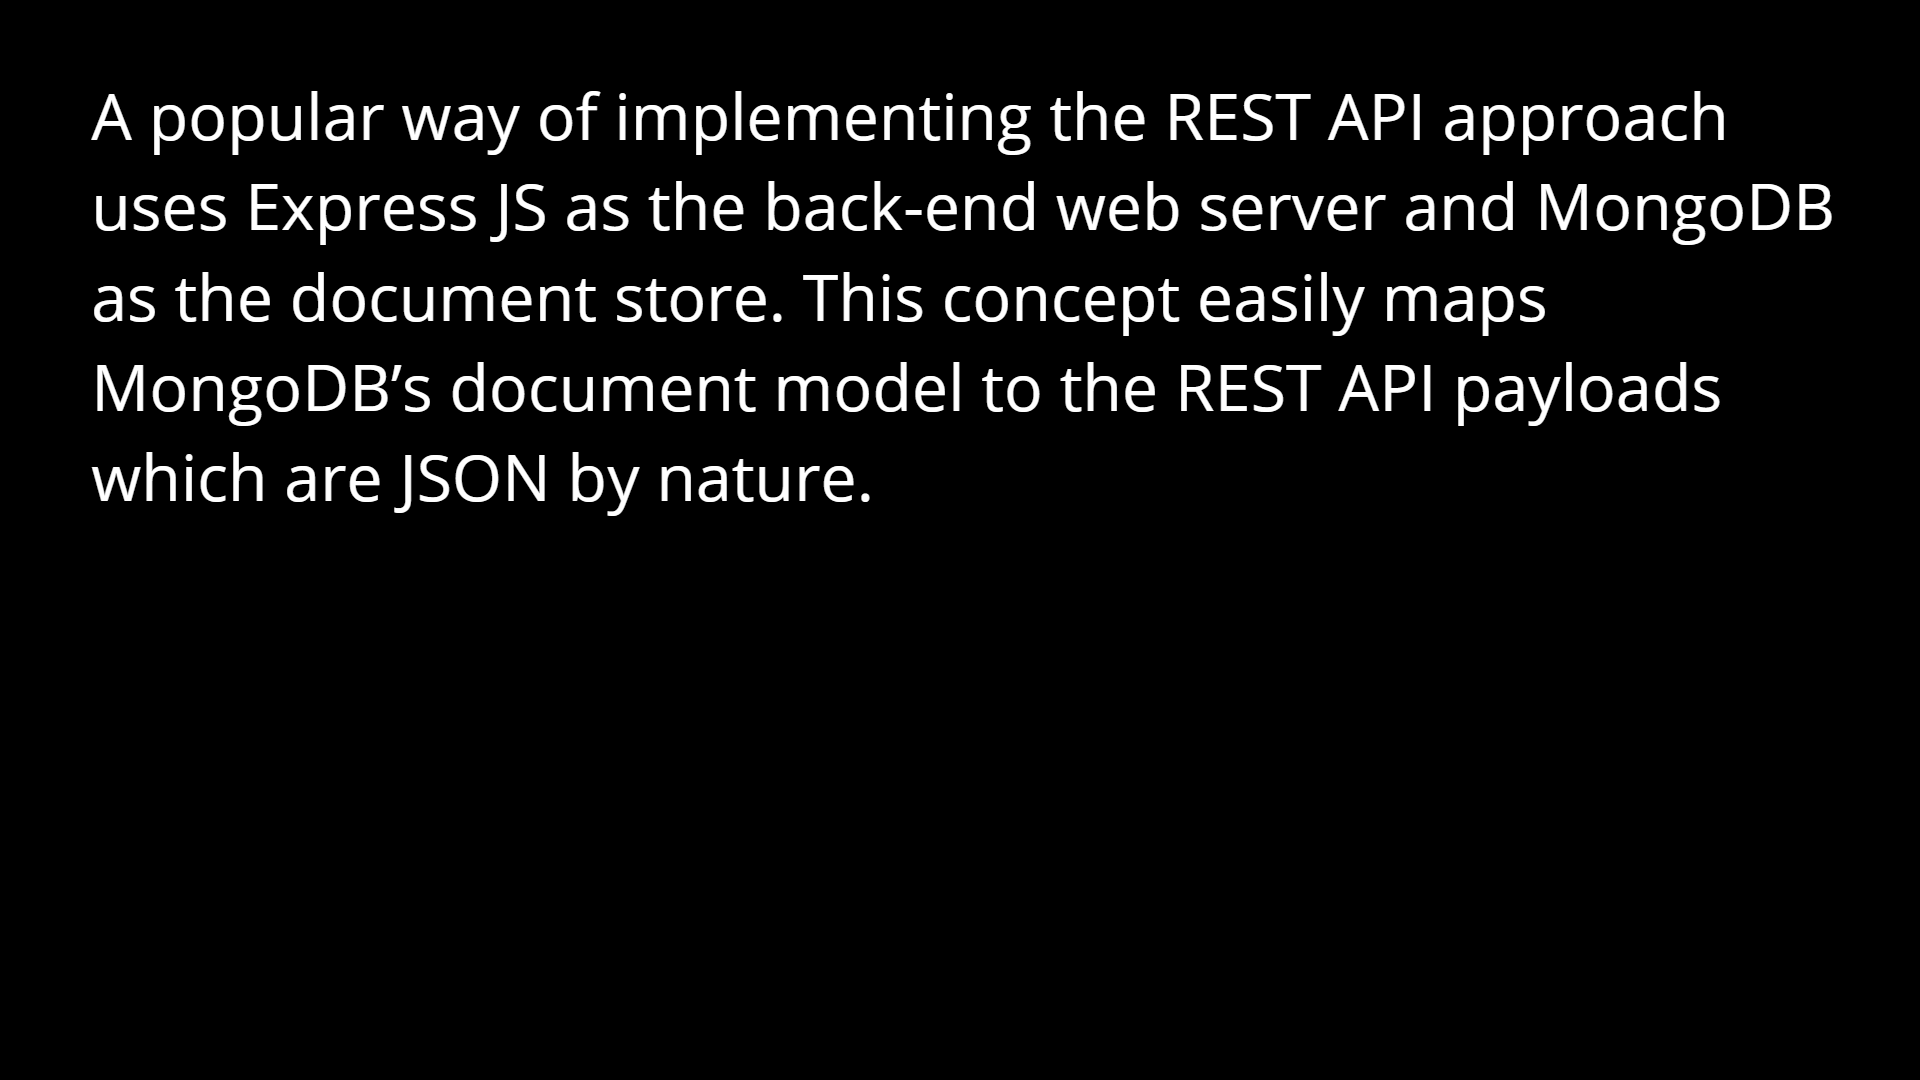 A popular way of implementing the REST API approach
uses Express JS as the back-end web server and MongoDB
as the document store. This concept easily maps
MongoDB’s document model to the REST API payloads
which are JSON by nature.